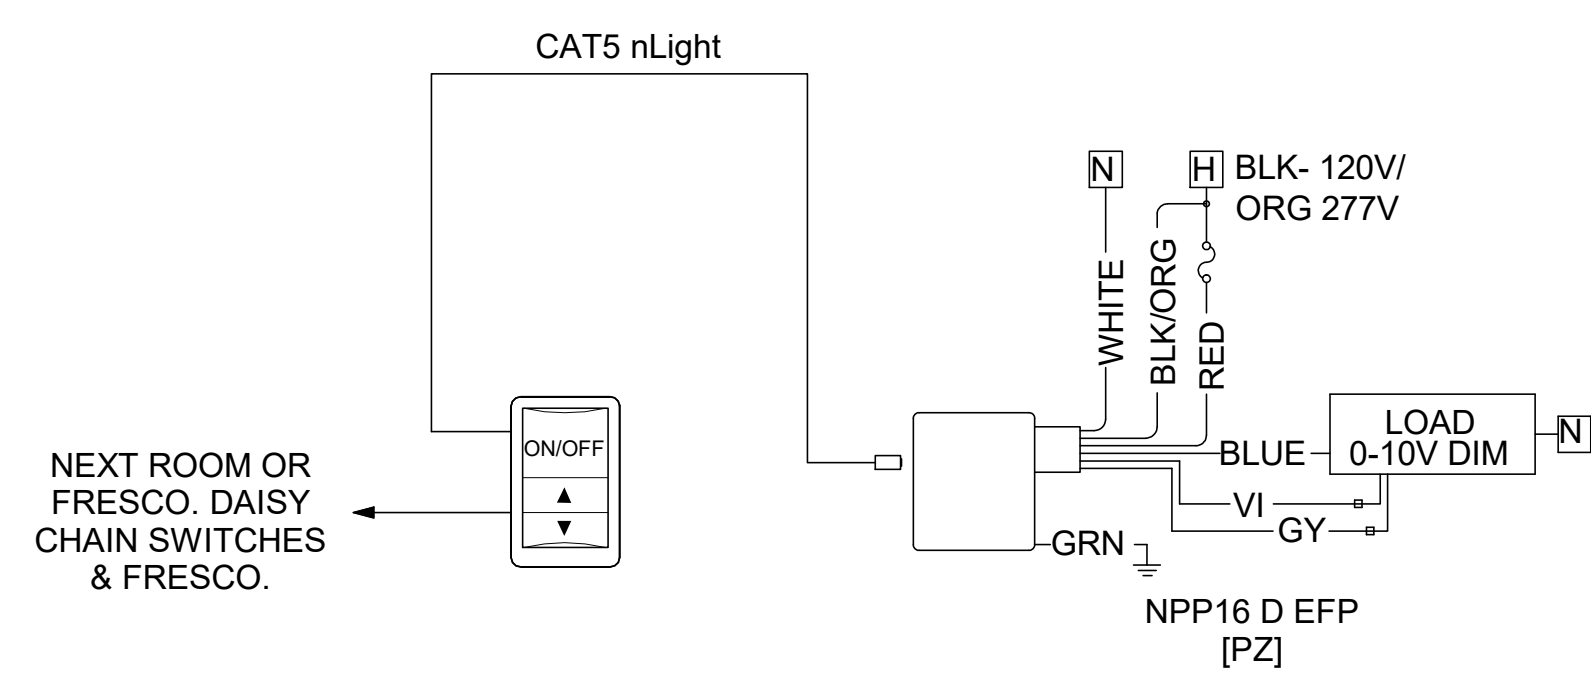 CAT5 nLight
N
H
BLK- 120V/
ORG 277V
WHITE
BLK/ORG
RED
ON/OFF
NEXT ROOM OR
FRESCO. DAISY
CHAIN SWITCHES
& FRESCO.
BLUE
LOAD
0-10V DIM
N
VI
GY
GRN
NPP16 D EFP
[PZ]